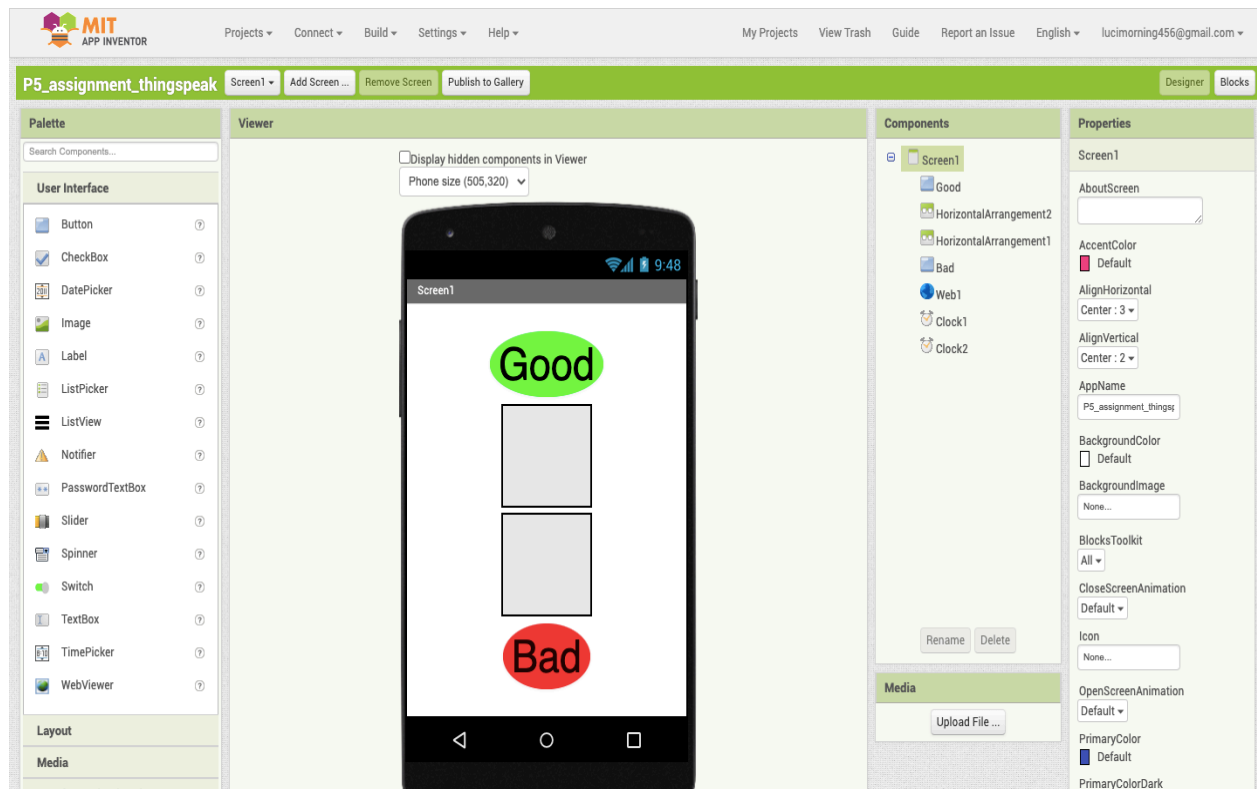 MIT
APP INVENTOR
Projects Connect Build Settings Help My Projects View Trash Guide Report an Issue English lucimorning456@gmail.com
P5_assignment_thingspeak Screen1 Add Screen ... Remove Screen Publish to Gallery Designer Blocks
Palette
Search Components...
User Interface
Button ?
CheckBox ?
DatePicker ?
Image ?
Label ?
ListPicker ?
ListView ?
Notifier ?
PasswordTextBox ?
Slider ?
Spinner ?
Switch ?
TextBox ?
TimePicker ?
WebViewer ?
Layout
Media
Viewer
Display hidden components in Viewer
Phone size (505,320)
9:48
Screen1
Good
Bad
Components
Screen1
Good
HorizontalArrangement2
HorizontalArrangement1
Bad
Web1
Clock1
Clock2
Rename Delete
Media
Upload File ...
Properties
Screen1
AboutScreen
AccentColor
Default
AlignHorizontal
Center : 3
AlignVertical
Center : 2
AppName
P5_assignment_things
BackgroundColor
Default
BackgroundImage
None...
BlocksToolkit
All
CloseScreenAnimation
Default
Icon
None...
OpenScreenAnimation
Default
PrimaryColor
Default
PrimaryColorDark